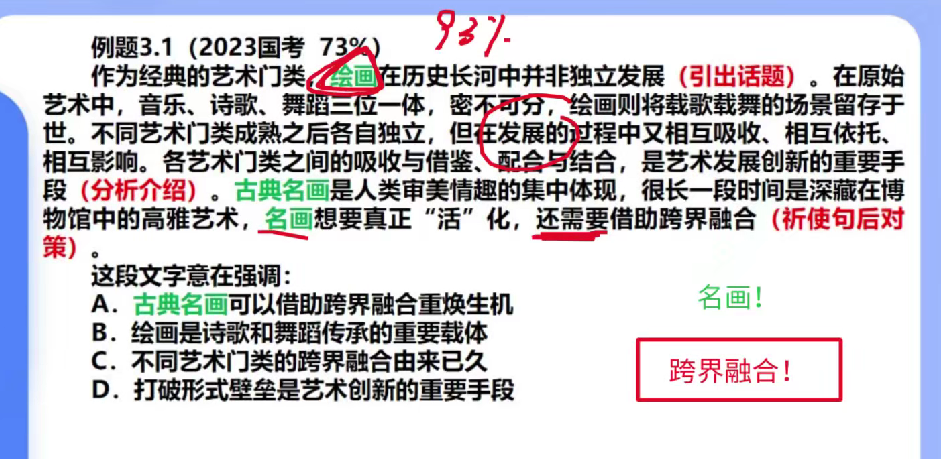 93%
例题3.1（2023国考 73%）
作为经典的艺术门类，绘画在历史长河中并非独立发展（引出话题）。在原始
艺术中，音乐、诗歌、舞蹈三位一体，密不可分，绘画则将载歌载舞的场景留存于
世。不同艺术门类成熟之后各自独立，但在发展的过程中又相互吸收、相互依托、
相互影响。各艺术门类之间的吸收与借鉴、配合与结合，是艺术发展创新的重要手
段（分析介绍）。古典名画是人类审美情趣的集中体现，很长一段时间是深藏在博
物馆中的高雅艺术，名画想要真正“活”化，还需要借助跨界融合（祈使句后对
策）。
这段文字意在强调：
A. 古典名画可以借助跨界融合重焕生机
B. 绘画是诗歌和舞蹈传承的重要载体
C. 不同艺术门类的跨界融合由来已久
D. 打破形式壁垒是艺术创新的重要手段
名画！
跨界融合！